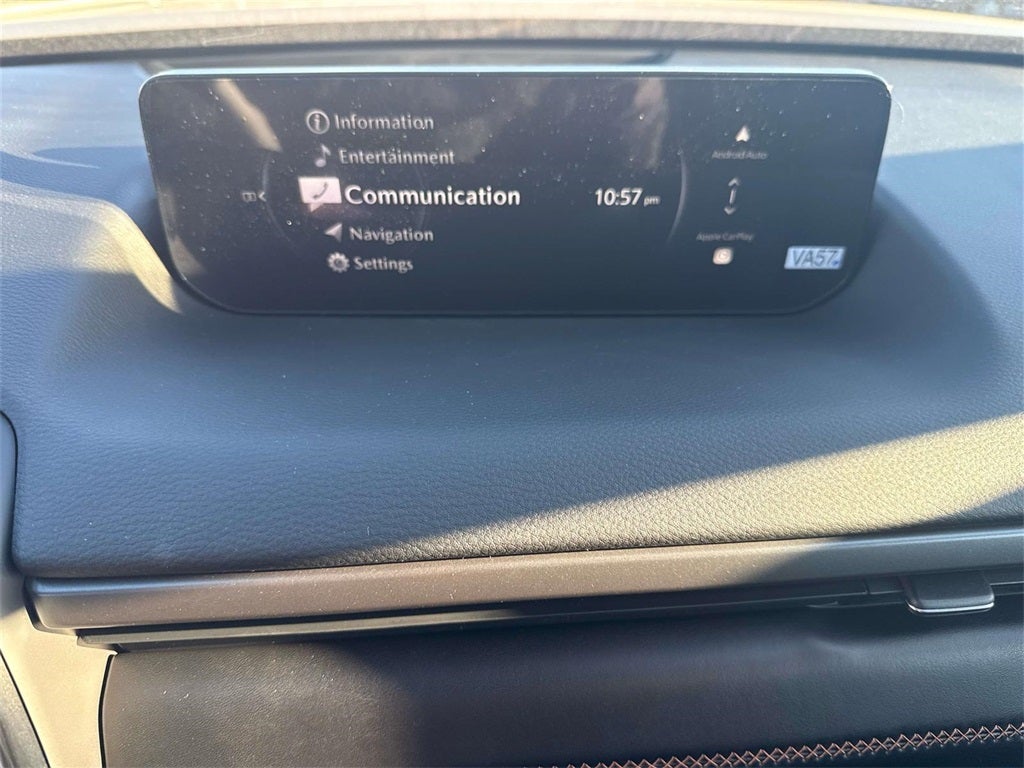 Information
Entertainment
Communication
10:57 pm
Navigation
Settings
Android Auto
Apple CarPlay
VA57